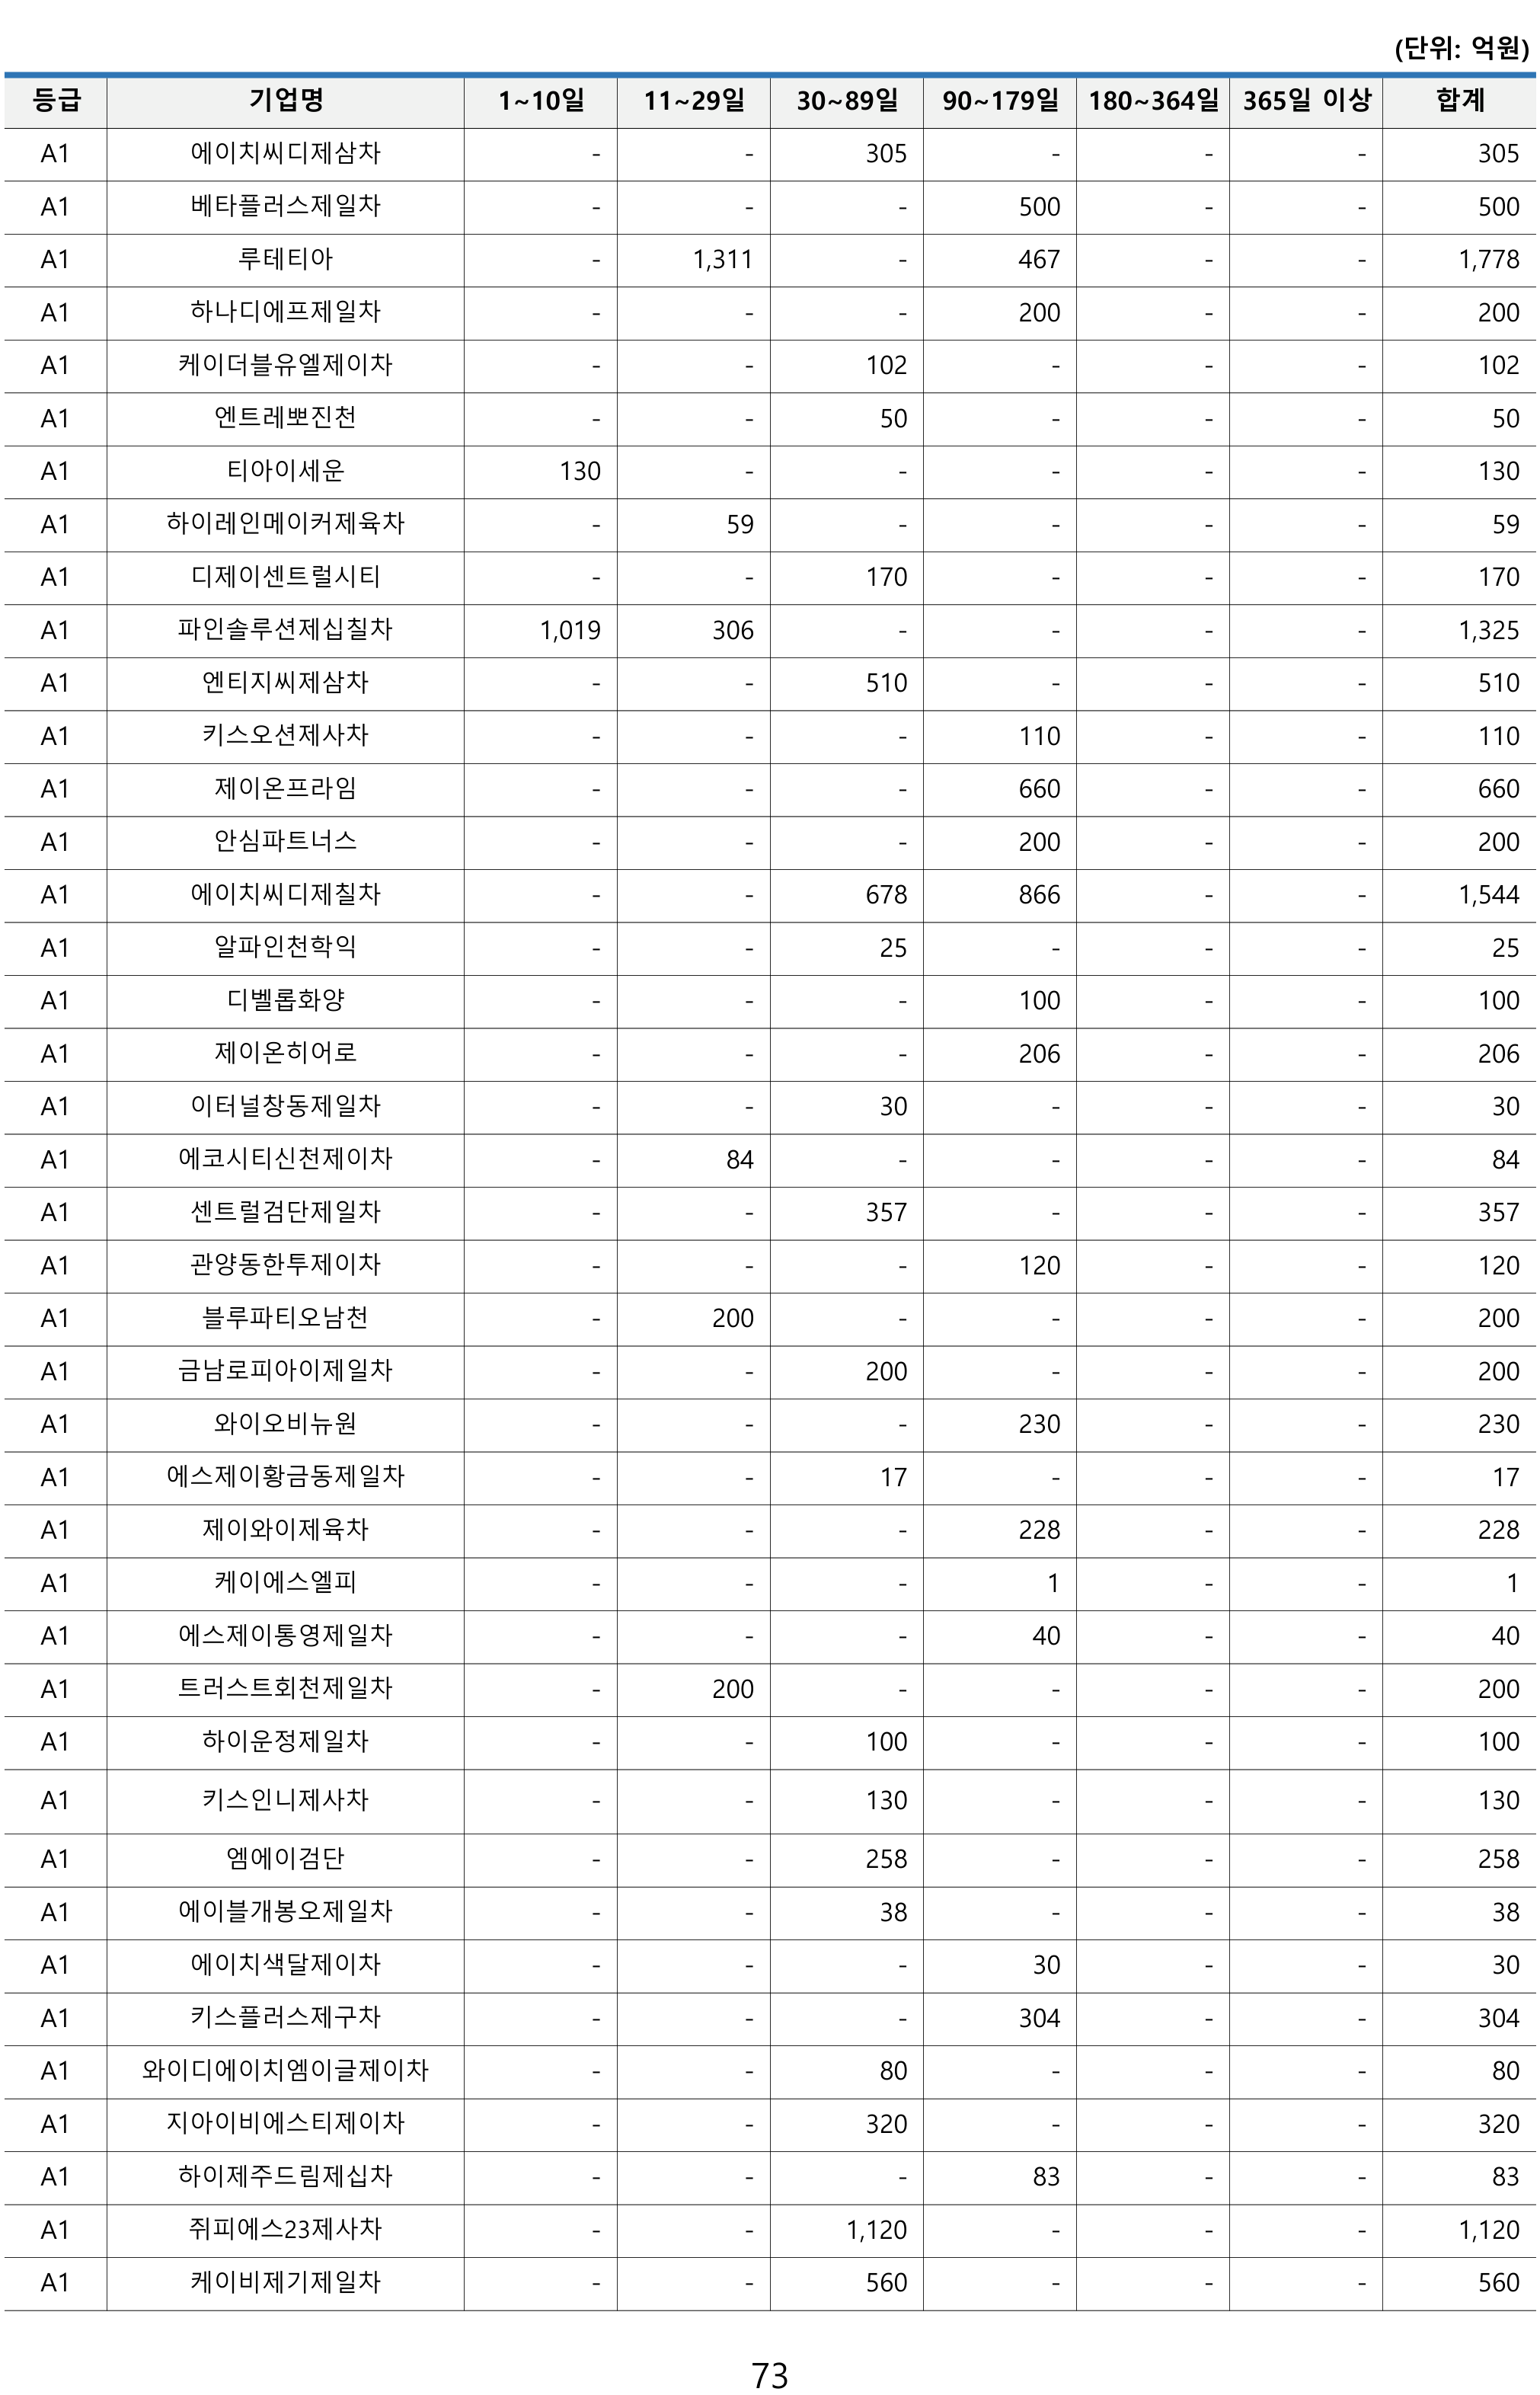 (단위: 억원)
등급 기업명 1~10일 11~29일 30~89일 90~179일 180~364일 365일 이상 합계
A1 에이치씨디제삼차 - - 305 - - - 305
A1 베타플러스제일차 - - - 500 - - 500
A1 루테티아 - 1,311 - 467 - - 1,778
A1 하나디에프제일차 - - - 200 - - 200
A1 케이더블유엘제이차 - - 102 - - - 102
A1 엔트레뽀진천 - - 50 - - - 50
A1 티아이세운 130 - - - - - 130
A1 하이레인메이커제육차 - 59 - - - - 59
A1 디제이센트럴시티 - - 170 - - - 170
A1 파인솔루션제십칠차 1,019 306 - - - - 1,325
A1 엔티지씨제삼차 - - 510 - - - 510
A1 키스오션제사차 - - - 110 - - 110
A1 제이온프라임 - - - 660 - - 660
A1 안심파트너스 - - - 200 - - 200
A1 에이치씨디제칠차 - - 678 866 - - 1,544
A1 알파인천학익 - - 25 - - - 25
A1 디벨롭화양 - - - 100 - - 100
A1 제이온히어로 - - - 206 - - 206
A1 이터널창동제일차 - - 30 - - - 30
A1 에코시티신천제이차 - 84 - - - - 84
A1 센트럴검단제일차 - - 357 - - - 357
A1 관양동한투제이차 - - - 120 - - 120
A1 블루파티오남천 - 200 - - - - 200
A1 금남로피아이제일차 - - 200 - - - 200
A1 와이오비뉴원 - - - 230 - - 230
A1 에스제이황금동제일차 - - 17 - - - 17
A1 제이와이제육차 - - - 228 - - 228
A1 케이에스엘피 - - - 1 - - 1
A1 에스제이통영제일차 - - - 40 - - 40
A1 트러스트회천제일차 - 200 - - - - 200
A1 하이운정제일차 - - 100 - - - 100
A1 키스인니제사차 - - 130 - - - 130
A1 엠에이검단 - - 258 - - - 258
A1 에이블개봉오제일차 - - 38 - - - 38
A1 에이치색달제이차 - - - 30 - - 30
A1 키스플러스제구차 - - - 304 - - 304
A1 와이디에이치엠이글제이차 - - 80 - - - 80
A1 지아이비에스티제이차 - - 320 - - - 320
A1 하이제주드림제십차 - - - 83 - - 83
A1 쥐피에스23제사차 - - 1,120 - - - 1,120
A1 케이비제기제일차 - - 560 - - - 560
73